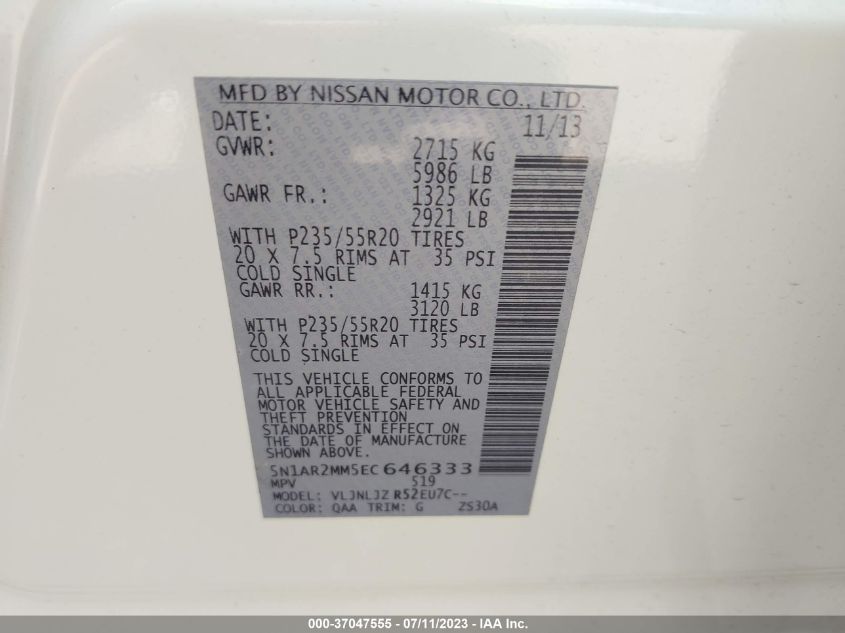 MFD BY NISSAN MOTOR CO., LTD.
DATE: 11/13
GVWR: 2715 KG
5986 LB
GAWR FR.: 1325 KG
2921 LB
WITH P235/55R20 TIRES
20 X 7.5 RIMS AT 35 PSI
COLD SINGLE
GAWR RR.: 1415 KG
3120 LB
WITH P235/55R20 TIRES
20 X 7.5 RIMS AT 35 PSI
COLD SINGLE
THIS VEHICLE CONFORMS TO
ALL APPLICABLE FEDERAL
MOTOR VEHICLE SAFETY AND
THEFT PREVENTION
STANDARDS IN EFFECT ON
THE DATE OF MANUFACTURE
SHOWN ABOVE.
5N1AR2MM5EC646333
MPV 519
MODEL: VLJNLJZ R52EU7C--
COLOR: QAA TRIM: G ZS30A
000-37047555 - 07/11/2023 - IAA Inc.